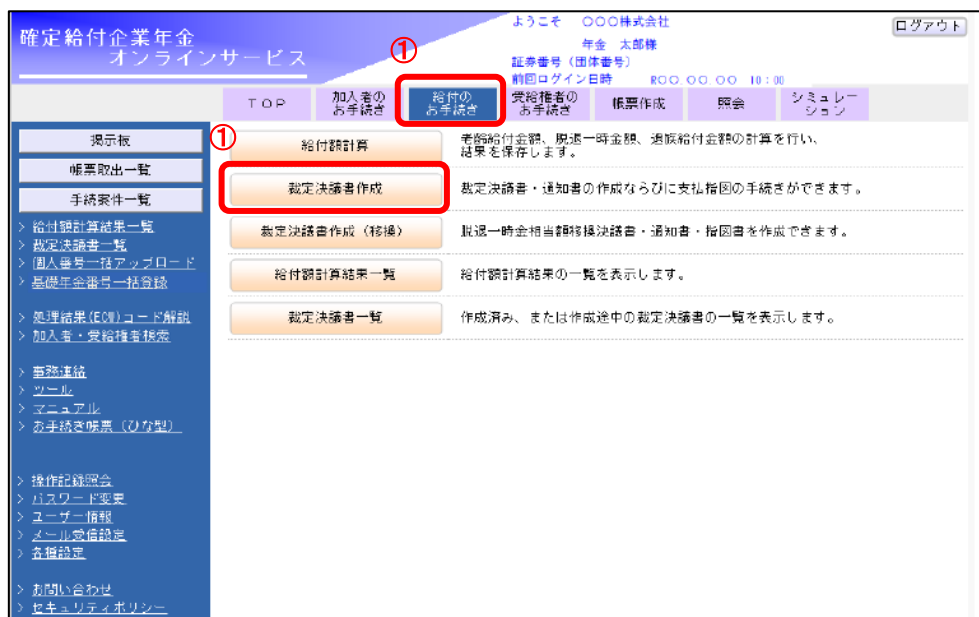 確定給付企業年金
オンラインサービス
ようこそ　○○○株式会社
年金　太郎様
証券番号（団体番号）
前回ログイン日時　R○○.○○.○○ 10：00
ログアウト
①
TOP
加入者の
お手続き
給付の
お手続き
受給権者の
お手続き
帳票作成
照会
シミュレー
ション
掲示板
帳票取出一覧
手続案件一覧
> 給付額計算結果一覧
> 裁定決議書一覧
> 個人番号一括アップロード
> 基礎年金番号一括登録
> 処理結果(ECW)コード解説
> 加入者・受給権者検索
> 事務連絡
> ツール
> マニュアル
> お手続き帳票（ひな型）
> 操作記録照会
> パスワード変更
> ユーザー情報
> メール受信設定
> 各種設定
> お問い合わせ
> セキュリティポリシー
①
給付額計算
老齢給付金額、脱退一時金額、遺族給付金額の計算を行い、
結果を保存します。
裁定決議書作成
裁定決議書・通知書の作成ならびに支払指図の手続きができます。
裁定決議書作成（移換）
脱退一時金相当額移換決議書・通知書・指図書を作成できます。
給付額計算結果一覧
給付額計算結果の一覧を表示します。
裁定決議書一覧
作成済み、または作成途中の裁定決議書の一覧を表示します。